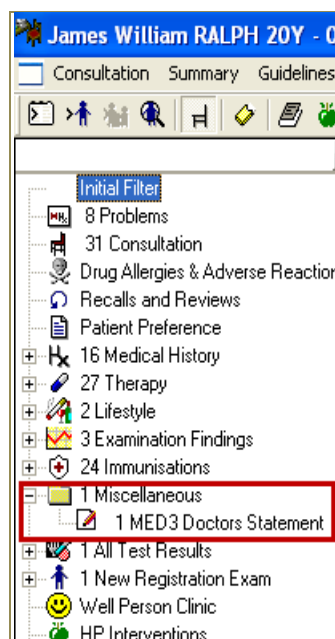 James William RALPH 20Y - 0
Consultation Summary Guidelines
Initial Filter
8 Problems
31 Consultation
Drug Allergies & Adverse Reaction
Recalls and Reviews
Patient Preference
16 Medical History
27 Therapy
2 Lifestyle
3 Examination Findings
24 Immunisations
1 Miscellaneous
1 MED3 Doctors Statement
1 All Test Results
1 New Registration Exam
Well Person Clinic
HP Interventions